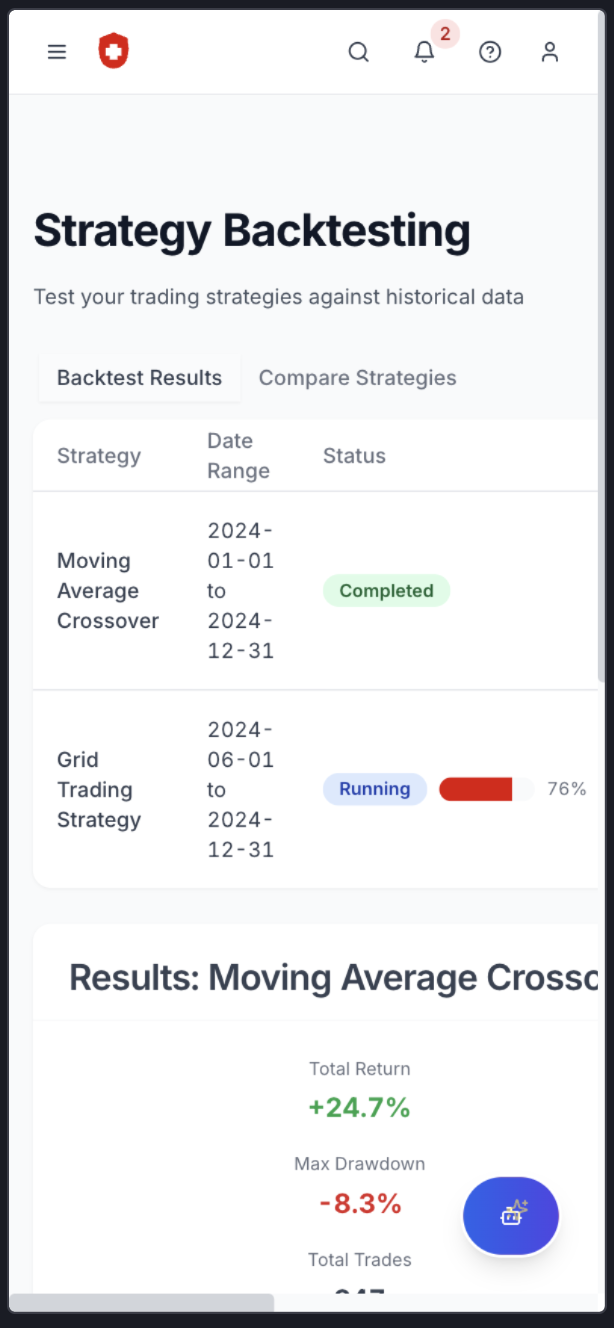 2
Strategy Backtesting
Test your trading strategies against historical data
Backtest Results
Compare Strategies
Strategy
Date
Range
Status
Moving
Average
Crossover
2024-
01-01
to
2024-
12-31
Completed
Grid
Trading
Strategy
2024-
06-01
to
2024-
12-31
Running
76%
Results: Moving Average Crosso
Total Return
+24.7%
Max Drawdown
-8.3%
Total Trades